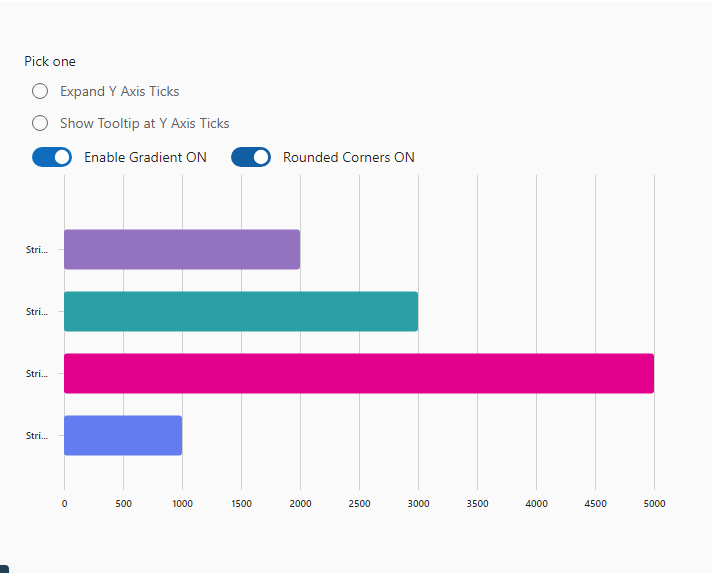 Pick one
Expand Y Axis Ticks
Show Tooltip at Y Axis Ticks
Enable Gradient ON Rounded Corners ON
Stri...
Stri...
Stri...
Stri...
0 500 1000 1500 2000 2500 3000 3500 4000 4500 5000